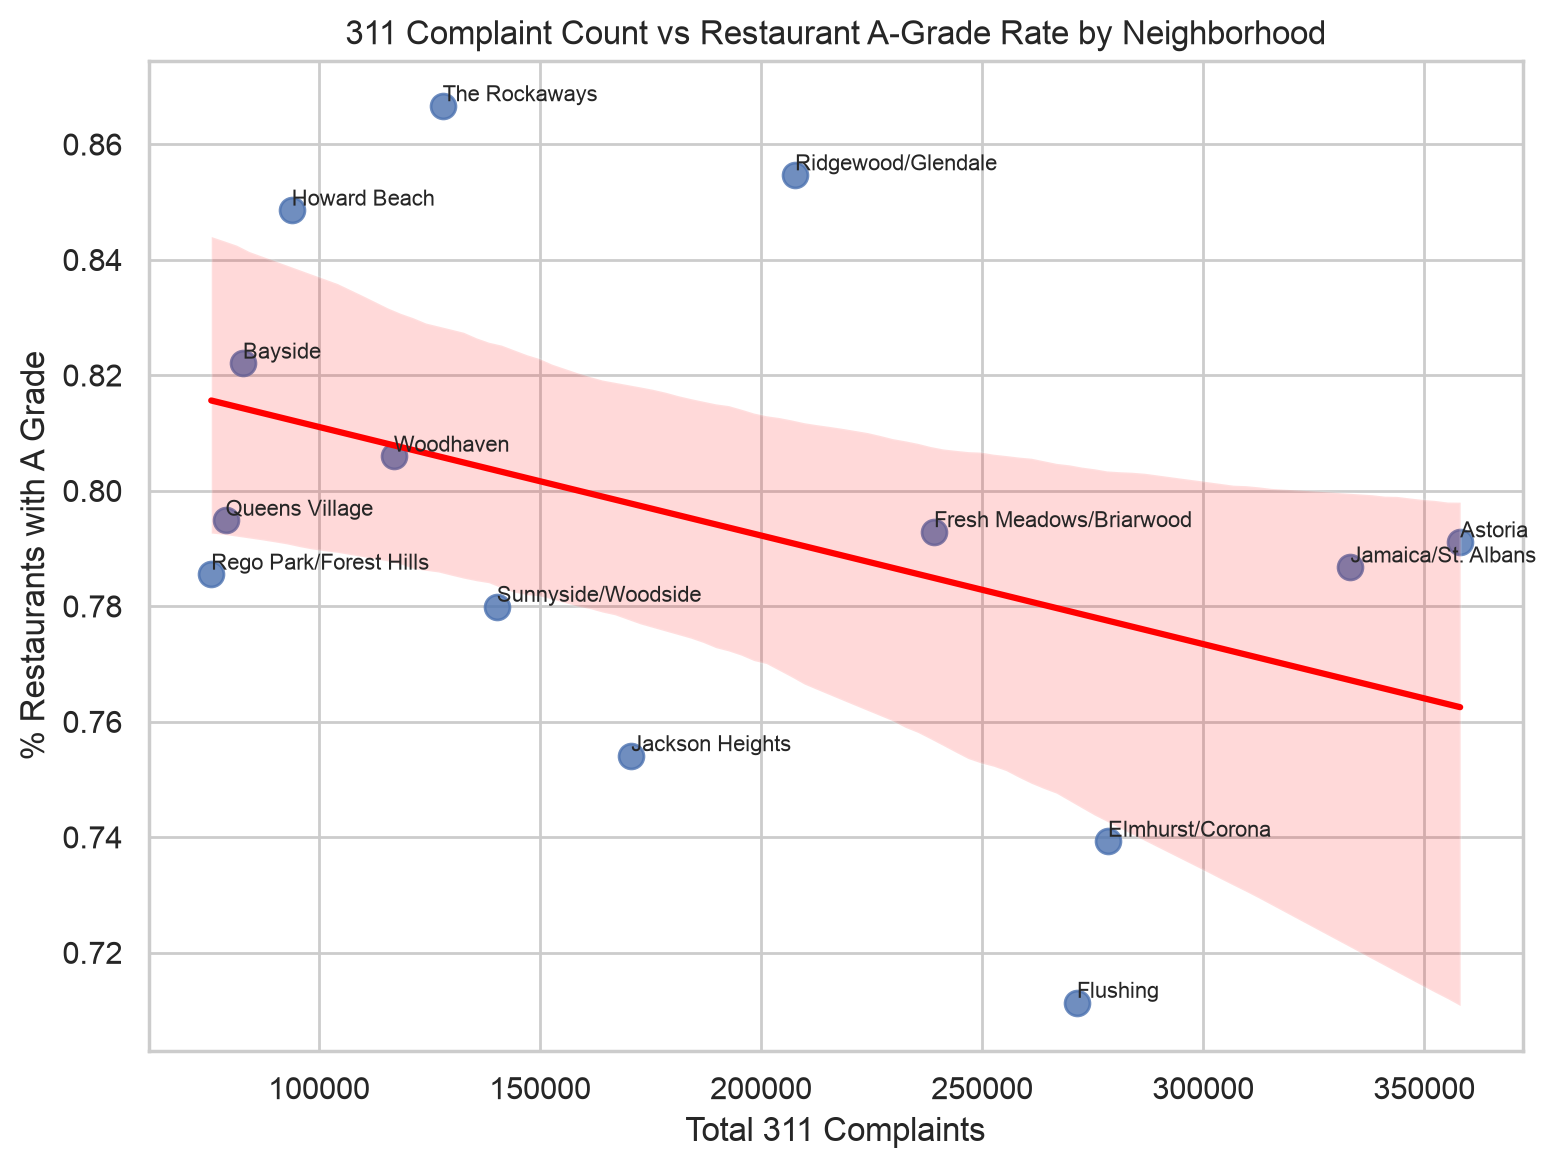 311 Complaint Count vs Restaurant A-Grade Rate by Neighborhood
The Rockaways
Ridgewood/Glendale
Howard Beach
Bayside
Woodhaven
Queens Village
Rego Park/Forest Hills
Sunnyside/Woodside
Fresh Meadows/Briarwood
Astoria
Jamaica/St. Albans
Jackson Heights
Elmhurst/Corona
Flushing
% Restaurants with A Grade
0.86
0.84
0.82
0.80
0.78
0.76
0.74
0.72
100000 150000 200000 250000 300000 350000
Total 311 Complaints